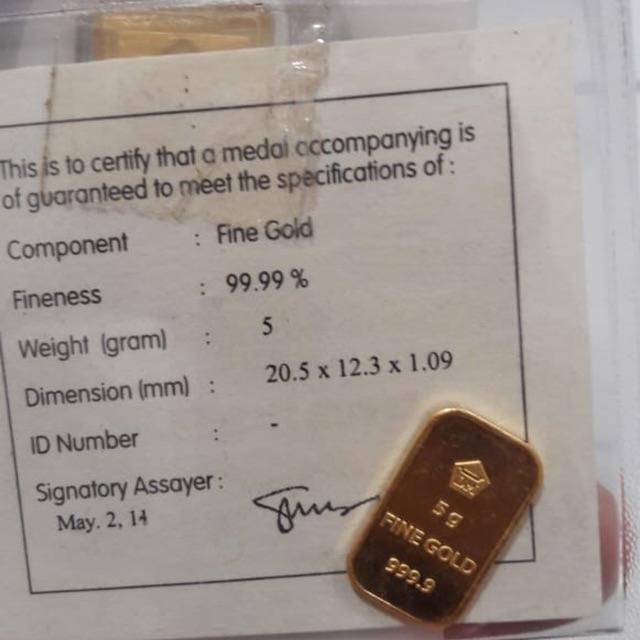 This is to certify that a medal accompanying is
of guaranteed to meet the specifications of :
Component : Fine Gold
Fineness : 99.99 %
Weight (gram) : 5
Dimension (mm) : 20.5 x 12.3 x 1.09
ID Number : -
Signatory Assayer :
May. 2, 14
5 g
FINE GOLD
999.9